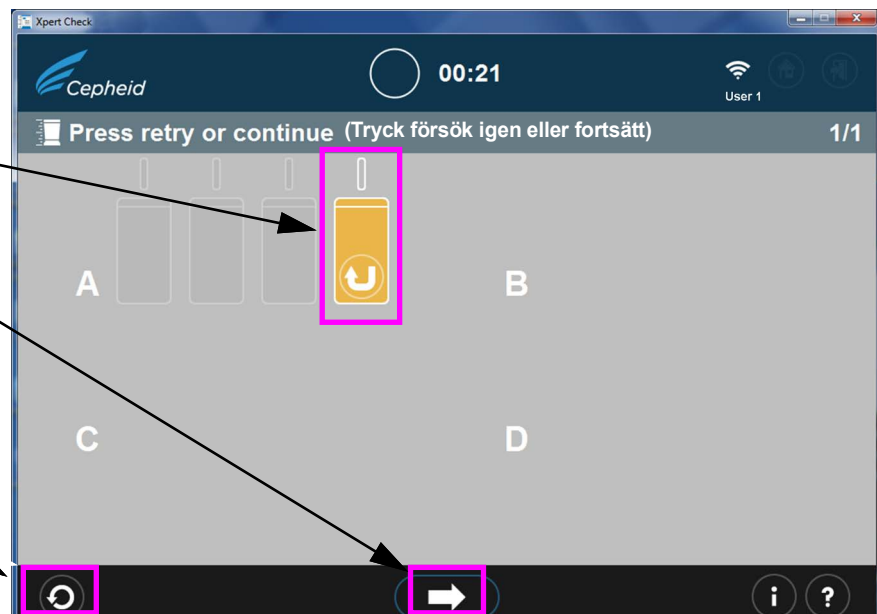 Xpert Check
Cepheid
00:21
User 1
Press retry or continue (Tryck försök igen eller fortsätt)
1/1
A
B
C
D
i
?